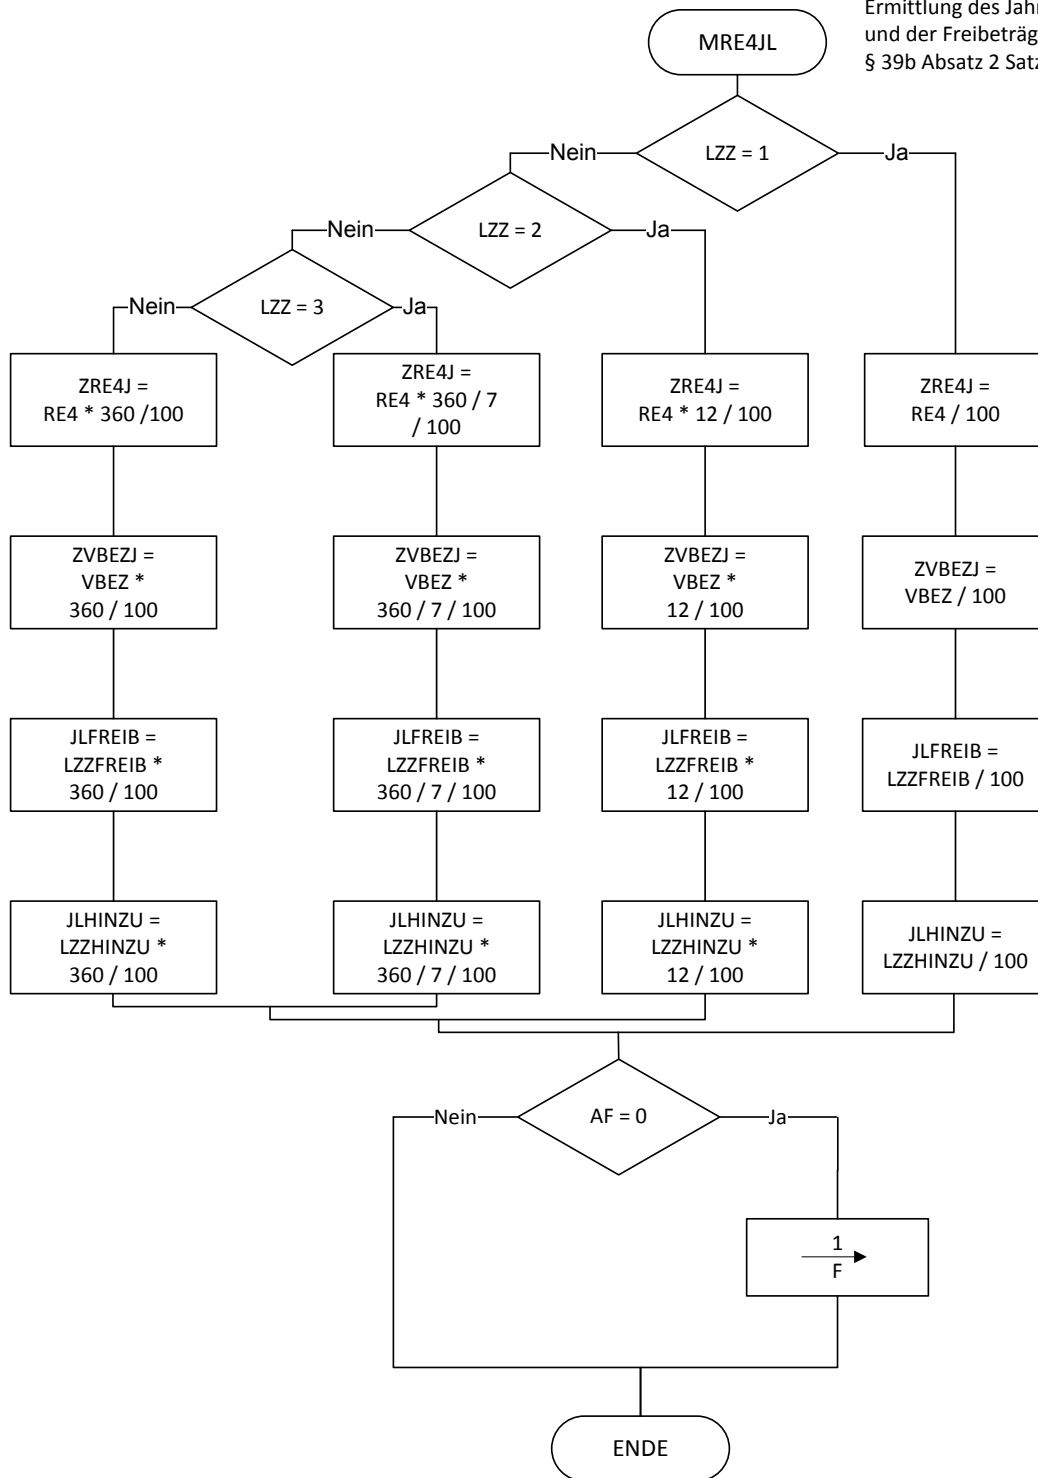 Ermittlung des
und der
§ 39b Absatz 2
MRE4JL
LZZ = 1
Nein
Ja
LZZ = 2
Nein
Ja
LZZ = 3
Nein
Ja
ZRE4J =
RE4 * 360 /100
ZRE4J =
RE4 * 360 / 7
/ 100
ZRE4J =
RE4 * 12 / 100
ZRE4J =
RE4 / 100
ZVBEZJ =
VBEZ *
360 / 100
ZVBEZJ =
VBEZ *
360 / 7 / 100
ZVBEZJ =
VBEZ *
12 / 100
ZVBEZJ =
VBEZ / 100
JLFREIB =
LZZFREIB *
360 / 100
JLFREIB =
LZZFREIB *
360 / 7 / 100
JLFREIB =
LZZFREIB *
12 / 100
JLFREIB =
LZZFREIB / 100
JLHINZU =
LZZHINZU *
360 / 100
JLHINZU =
LZZHINZU *
360 / 7 / 100
JLHINZU =
LZZHINZU *
12 / 100
JLHINZU =
LZZHINZU / 100
AF = 0
Nein
Ja
1
F
ENDE